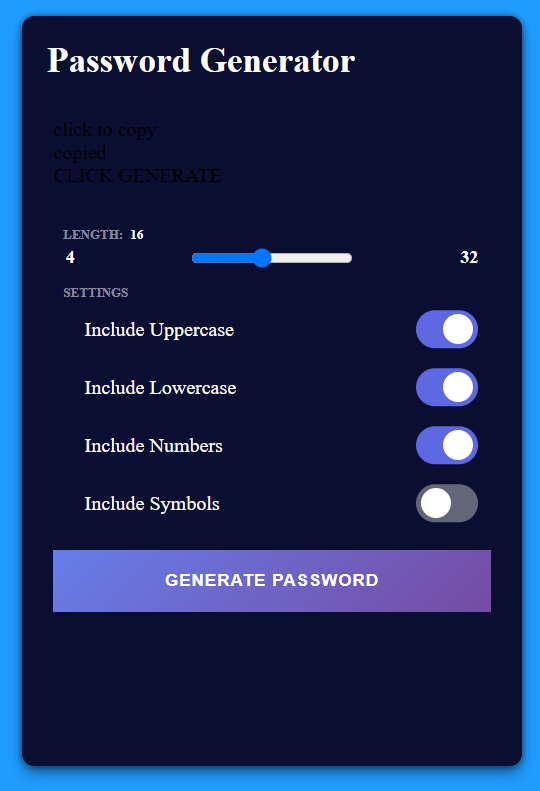 Password Generator
click to copy
copied
CLICK GENERATE
LENGTH: 16
4 32
SETTINGS
Include Uppercase
Include Lowercase
Include Numbers
Include Symbols
GENERATE PASSWORD